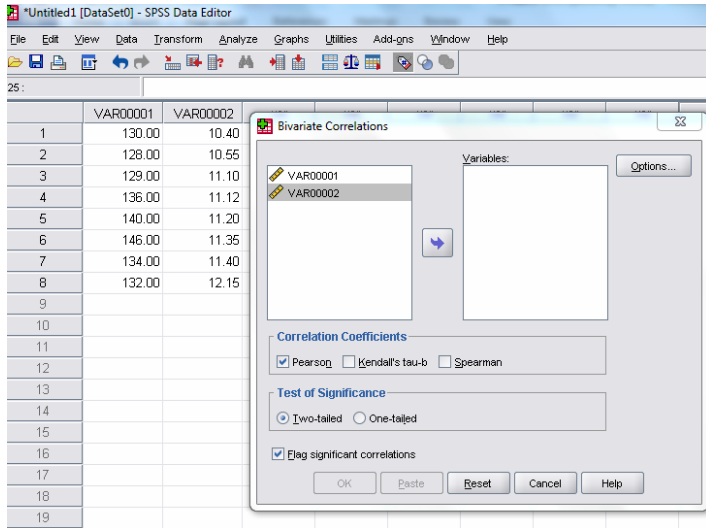 *Untitled1 [DataSet0] - SPSS Data Editor
File Edit View Data Transform Analyze Graphs Utilities Add-ons Window Help
25 :
VAR00001 VAR00002
1 130.00 10.40
2 128.00 10.55
3 129.00 11.10
4 136.00 11.12
5 140.00 11.20
6 146.00 11.35
7 134.00 11.40
8 132.00 12.15
9
10
11
12
13
14
15
16
17
18
19
Bivariate Correlations
Variables:
Options...
VAR00001
VAR00002
Correlation Coefficients
Pearson Kendall's tau-b Spearman
Test of Significance
Two-tailed One-tailed
Flag significant correlations
OK Paste Reset Cancel Help